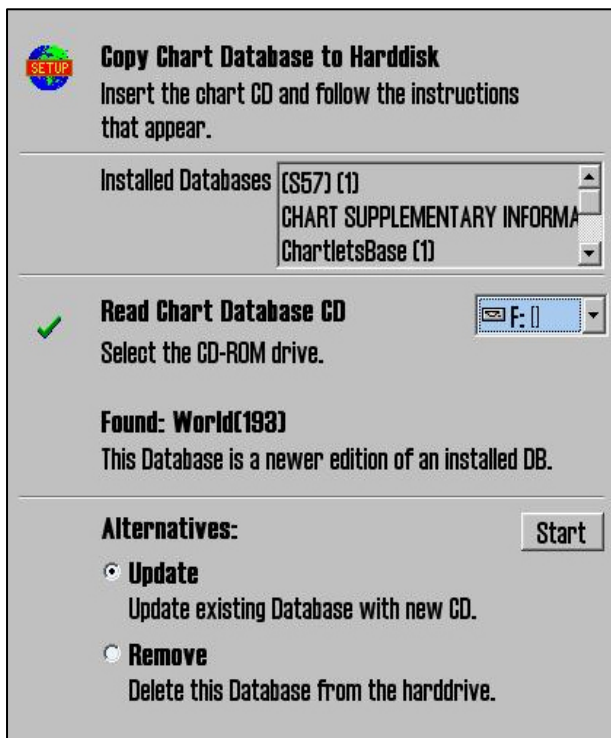 SETUP
Copy Chart Database to Harddisk
Insert the chart CD and follow the instructions
that appear.
Installed Databases
(S57) (1)
CHART SUPPLEMENTARY INFORMA
ChartletsBase (1)
Read Chart Database CD
F: []
Select the CD-ROM drive.
Found: World(193)
This Database is a newer edition of an installed DB.
Alternatives:
Start
Update
Update existing Database with new CD.
Remove
Delete this Database from the harddrive.